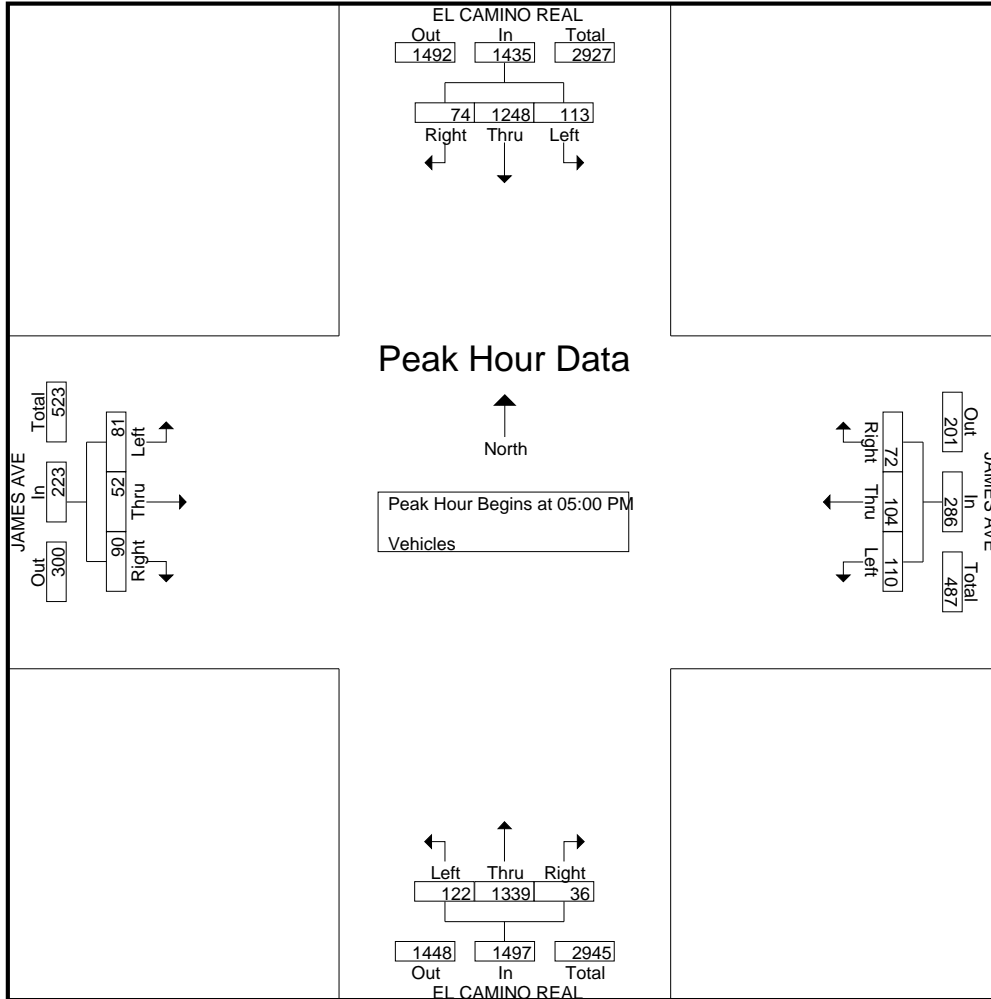 EL CAMINO REAL
Out In Total
1492 1435 2927
74 1248 113
Right Thru Left
Peak Hour Data
North
Peak Hour Begins at 05:00 PM
Vehicles
JAMES AVE
Total In Out
523 223 300
81 52 90
Left Thru Right
JAMES AVE
Out In Total
201 286 487
72 104 110
Right Thru Left
Left Thru Right
122 1339 36
1448 1497 2945
Out In Total
EL CAMINO REAL